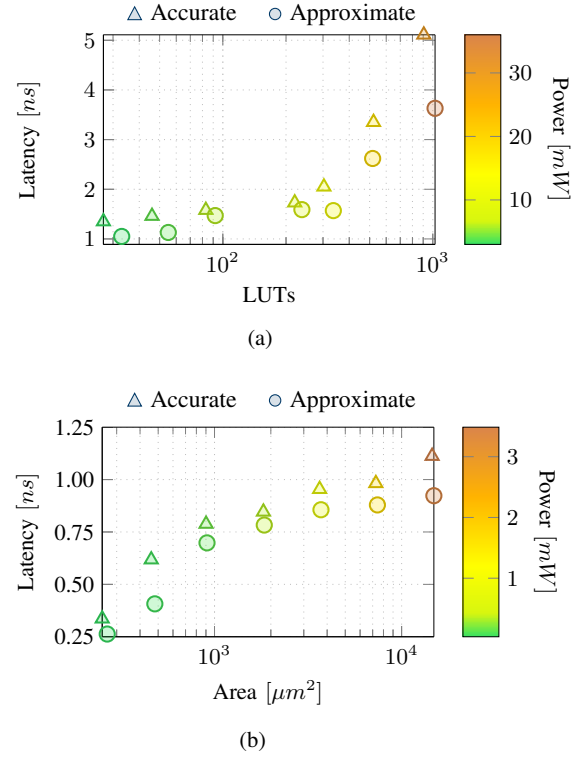 Accurate Approximate
5
4
3
2
1
Latency [ns]
10^2
10^3
LUTs
30
20
10
Power [mW]
(a)
Accurate Approximate
1.25
1.00
0.75
0.50
0.25
Latency [ns]
10^3
10^4
Area [μm^2]
3
2
1
Power [mW]
(b)